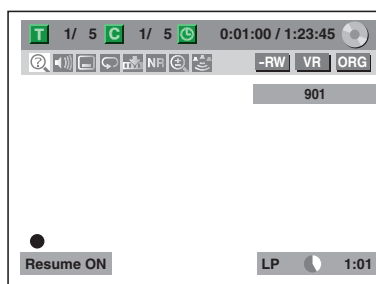 T 1/ 5 C 1/ 5 0:01:00 / 1:23:45
NR -RW VR ORG
901
Resume ON LP 1:01